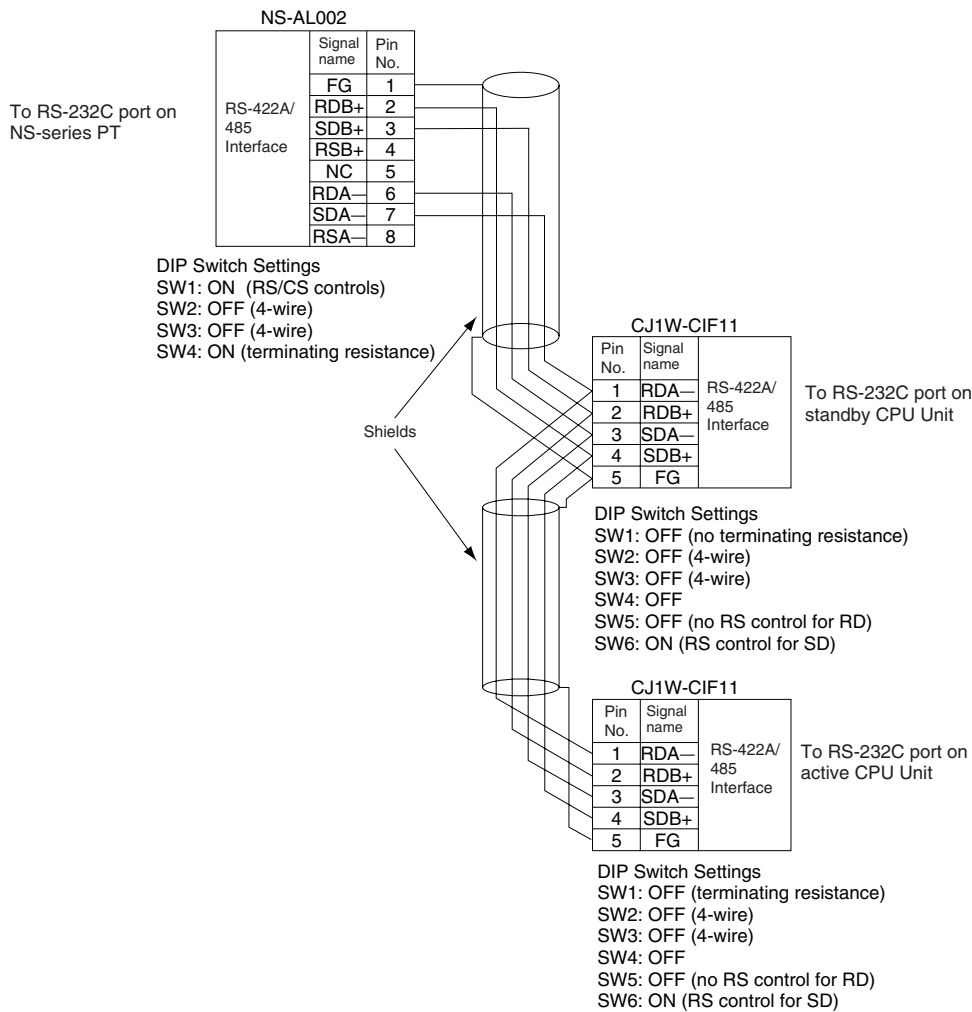 NS-AL002
Signal name Pin No.
FG 1
RDB+ 2
SDB+ 3
RSB+ 4
NC 5
RDA— 6
SDA— 7
RSA— 8
RS-422A/
485
Interface
To RS-232C port on
NS-series PT
DIP Switch Settings
SW1: ON (RS/CS controls)
SW2: OFF (4-wire)
SW3: OFF (4-wire)
SW4: ON (terminating resistance)
Shields
CJ1W-CIF11
Pin No. Signal name
1 RDA—
2 RDB+
3 SDA—
4 SDB+
5 FG
RS-422A/
485
Interface
To RS-232C port on
standby CPU Unit
DIP Switch Settings
SW1: OFF (no terminating resistance)
SW2: OFF (4-wire)
SW3: OFF (4-wire)
SW4: OFF
SW5: OFF (no RS control for RD)
SW6: ON (RS control for SD)
CJ1W-CIF11
Pin No. Signal name
1 RDA—
2 RDB+
3 SDA—
4 SDB+
5 FG
RS-422A/
485
Interface
To RS-232C port on
active CPU Unit
DIP Switch Settings
SW1: OFF (terminating resistance)
SW2: OFF (4-wire)
SW3: OFF (4-wire)
SW4: OFF
SW5: OFF (no RS control for RD)
SW6: ON (RS control for SD)